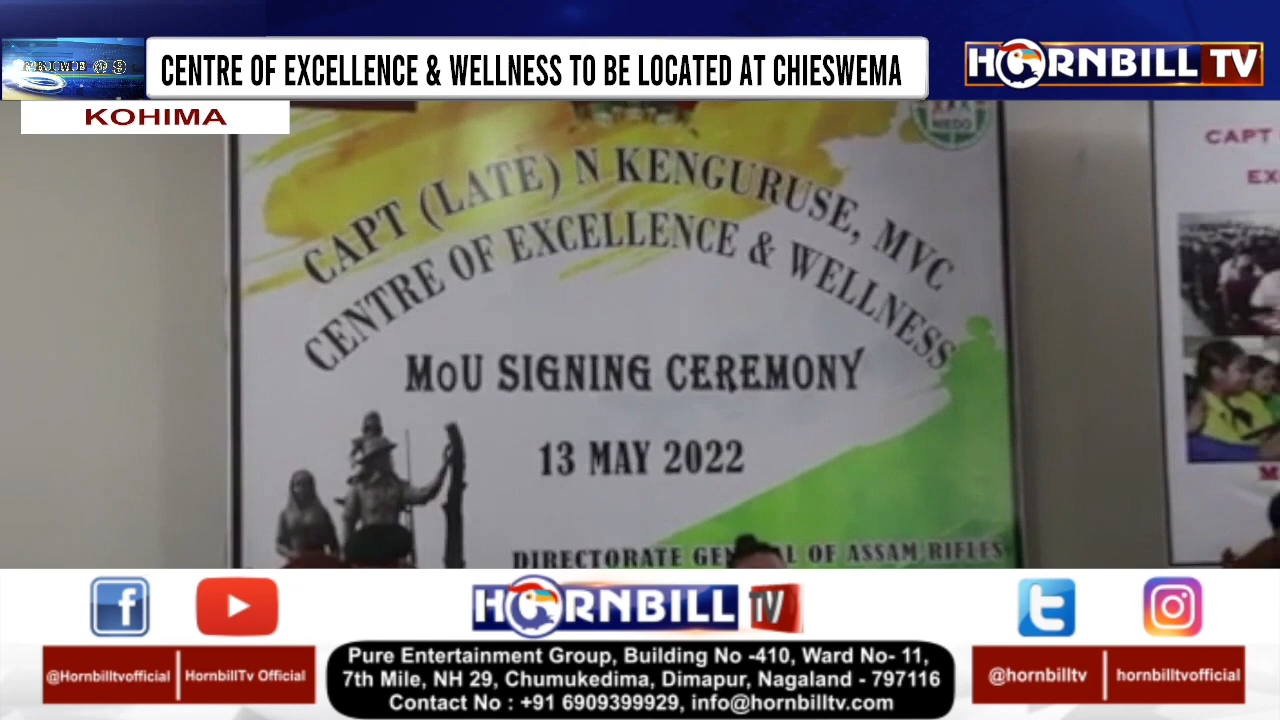 CENTRE OF EXCELLENCE & WELLNESS TO BE LOCATED AT CHIESWEMA
HORNBILL TV
KOHIMA
NIEDO
CAPT (LATE) N KENGURUSE, MVC
CENTRE OF EXCELLENCE & WELLNESS
MOU SIGNING CEREMONY
13 MAY 2022
DIRECTORATE GEN AL OF ASSAM RIFLES
CAPT
EX
M
HORNBILL TV
@Hornbilltvofficial
HornbillTv Official
Pure Entertainment Group, Building No -410, Ward No- 11,
7th Mile, NH 29, Chumukedima, Dimapur, Nagaland - 797116
Contact No : +91 6909399929, info@hornbilltv.com
@hornbilltv
hornbilltvofficial